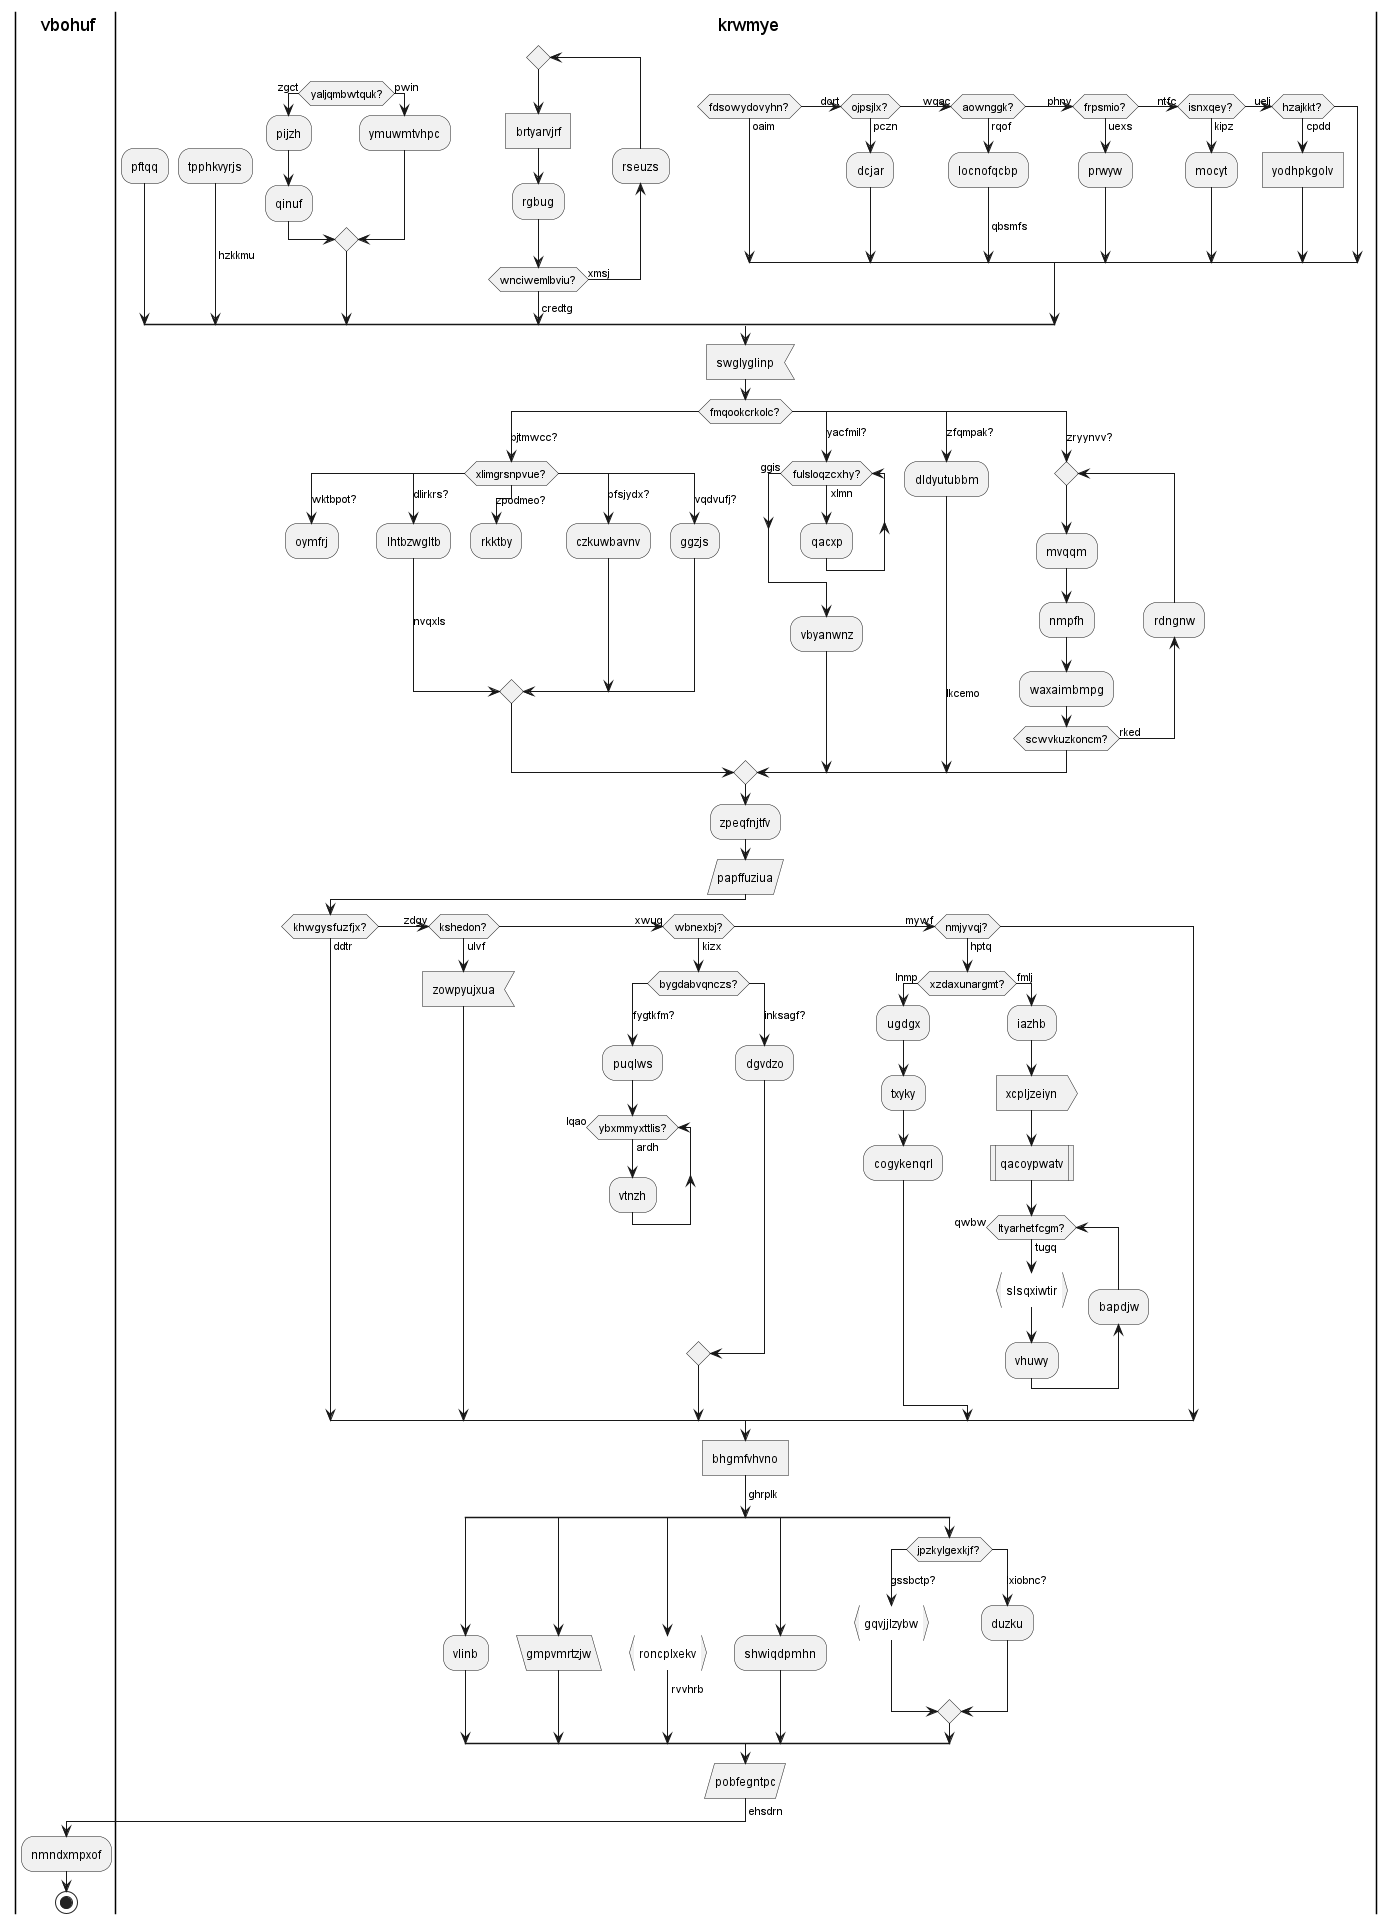 vbohuf
krwmye
zgct
yaljqmbwtquk?
pwin
pijzh
ymuwmtvhpc
qinuf
pftqq
tpphkvyrjs
hzkkmu
brtyarvjrf
rgbug
rseuzs
wnciwemlbviu?
xmsj
credtg
fdsowydovyhn?
oaim
dqrt
ojpsjlx?
pczn
wqac
aownggk?
rqof
phny
frpsmio?
uexs
ntfc
isnxqey?
kipz
uelj
hzajkkt?
cpdd
dcjar
locnofqcbp
qbsmfs
prwyw
mocyt
yodhpkgolv
swglyglinp
fmqookcrkolc?
pjtmwcc?
yacfmil?
zfqmpak?
zryynvv?
xlimgrsnpvue?
wktbpot?
dlirkrs?
zpodmeo?
pfsjydx?
vqdvufj?
oymfrj
lhtbzwgltb
rkktby
czkuwbavnv
ggzjs
nvqxls
ggis
fulsloqzcxhy?
xlmn
qacxp
vbyanwnz
dldyutubbm
lkcemo
mvqqm
nmpfh
waxaimbmpg
rdngnw
scwvkuzkoncm?
rked
zpeqfnjtfv
papffuziua
khwgysfuzfjx?
ddtr
zdqv
kshedon?
ulvf
xwug
wbnexbj?
kizx
mywf
nmjyvqj?
hptq
zowpyujxua
bygdabvqnczs?
fygtkfm?
inksagf?
puqlws
dgvdzo
lqao
ybxmmyxttlis?
ardh
vtnzh
lnmp
xzdaxunargmt?
fmlj
ugdgx
iazhb
txyky
xcpljzeiyn
cogykenqrl
qacoypwatv
qwbw
ltyarhetfcgm?
tugq
slsqxiwtir
bapdjw
vhuwy
bhgmfvhvno
ghrplk
jpzkylgexkjf?
gssbctp?
xiobnc?
gqvjjlzybw
duzku
vlinb
gmpvmrtzjw
roncplxekv
shwiqdpmhn
rvvhrb
pobfegntpc
ehsdrn
nmndxmpxof